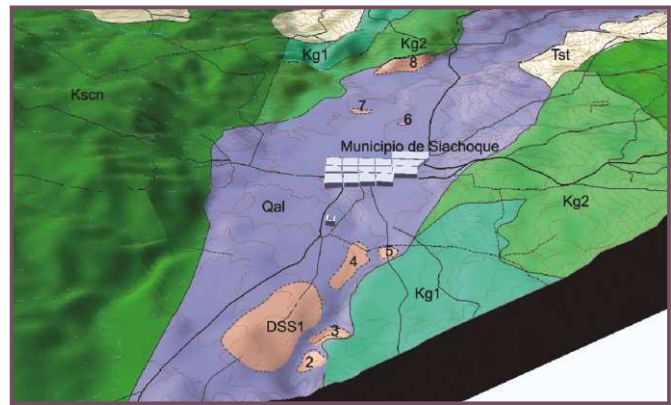 Kg1
Kg2
8
Tst
Kscn
7
6
Municipio de Siachoque
Qal
Kg2
4
5
Kg1
DSS1
3
2